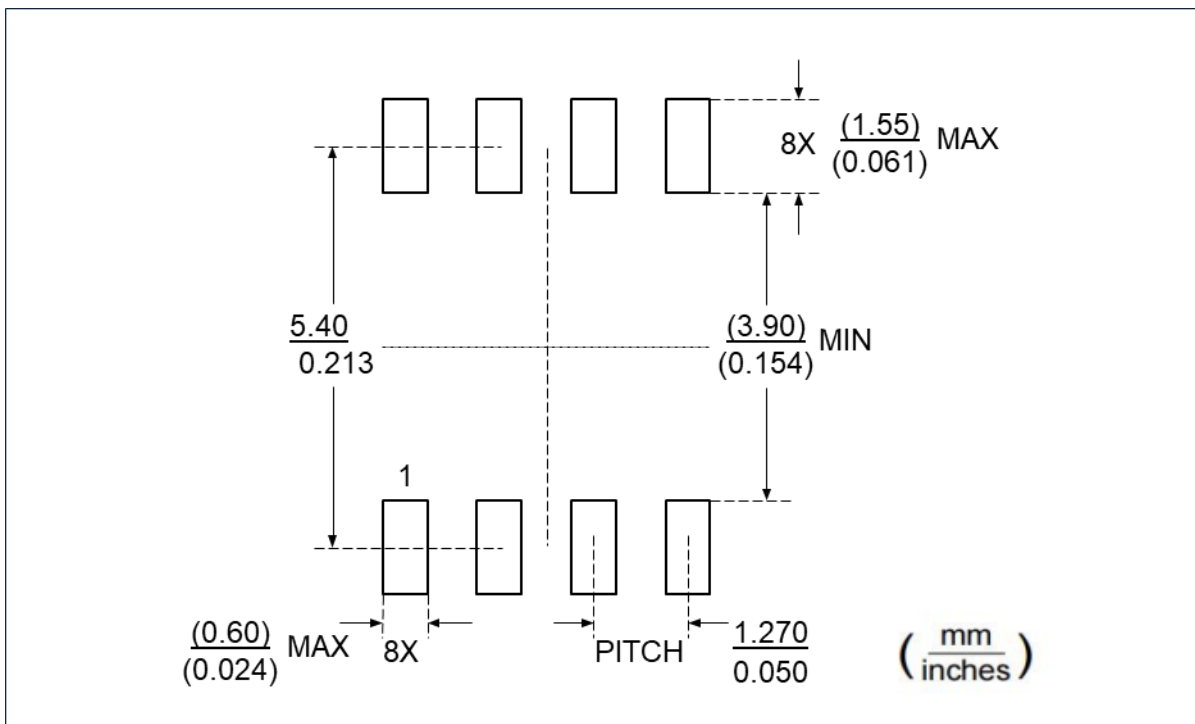 8X (1.55) MAX
(0.061)
5.40
0.213
(3.90) MIN
(0.154)
1
(0.60) MAX 8X
(0.024)
PITCH 1.270
0.050
(mm
inches)